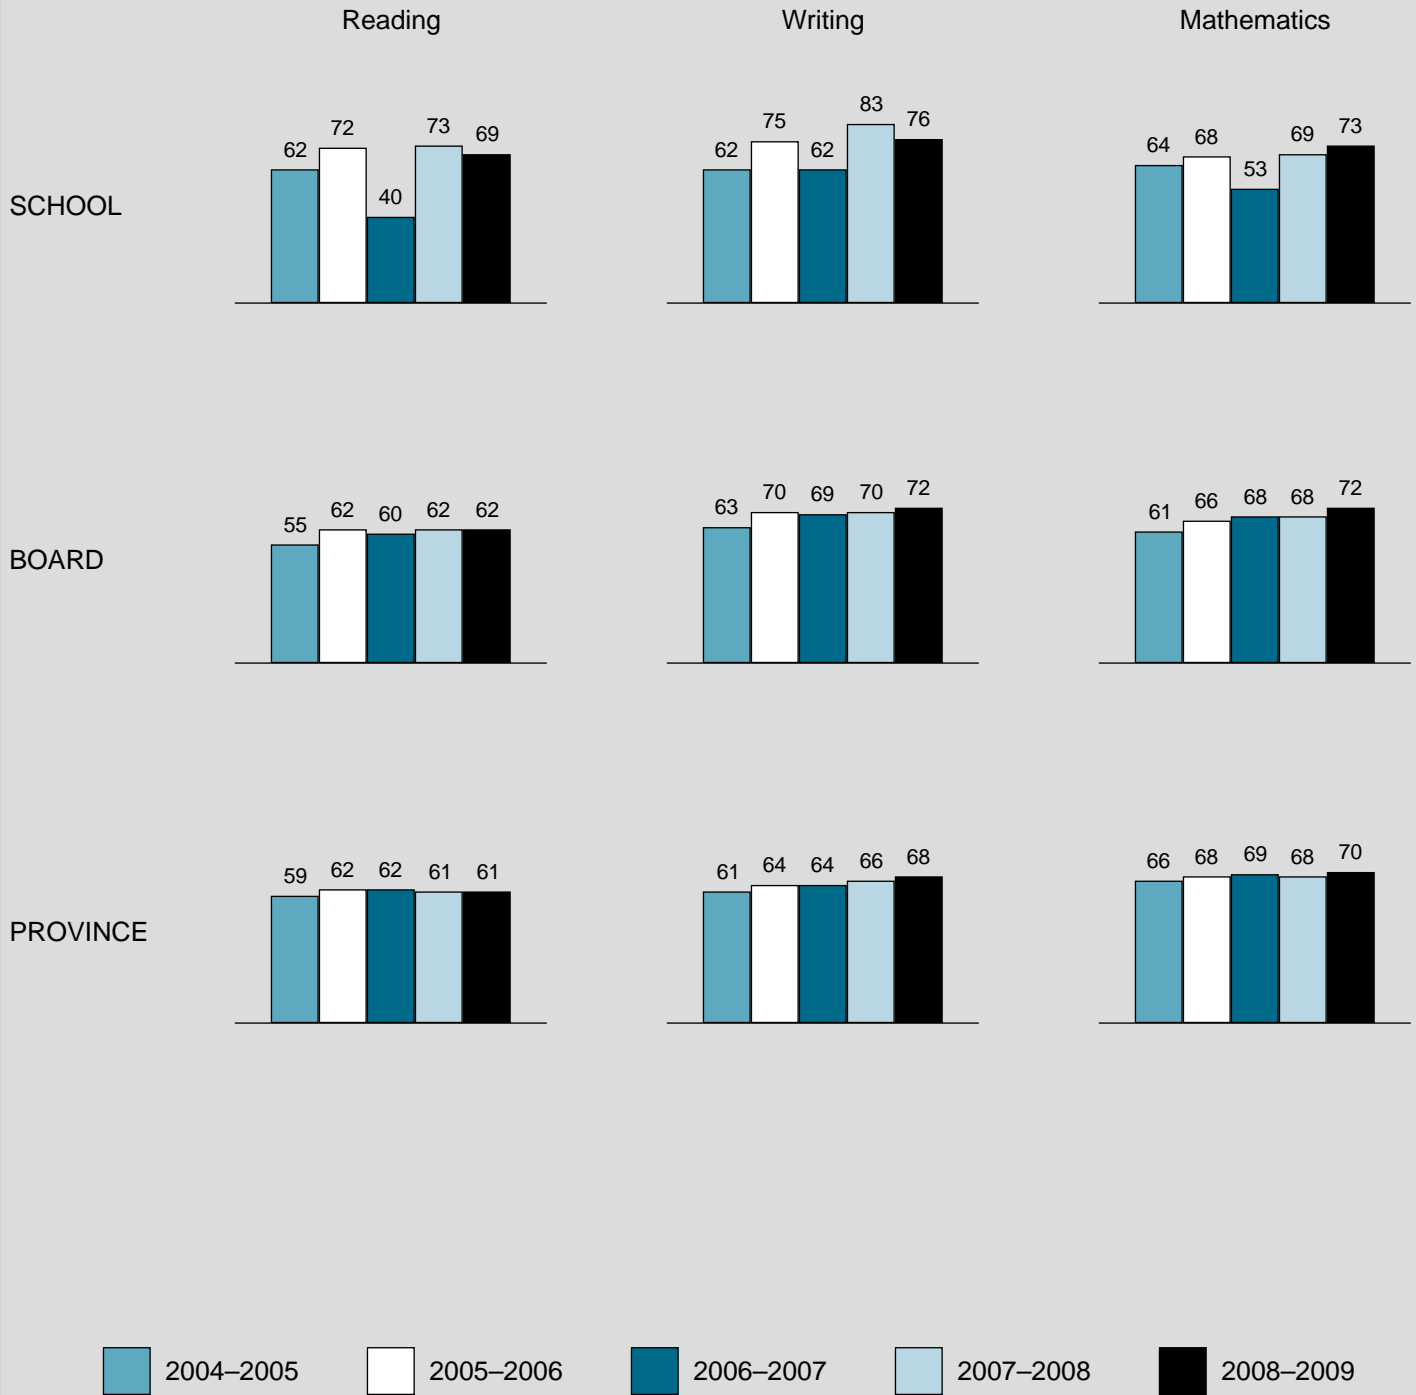 Reading Writing Mathematics
SCHOOL
62 72 40 73 69
62 75 62 83 76
64 68 53 69 73
BOARD
55 62 60 62 62
63 70 69 70 72
61 66 68 68 72
PROVINCE
59 62 62 61 61
61 64 64 66 68
66 68 69 68 70
2004–2005 2005–2006 2006–2007 2007–2008 2008–2009